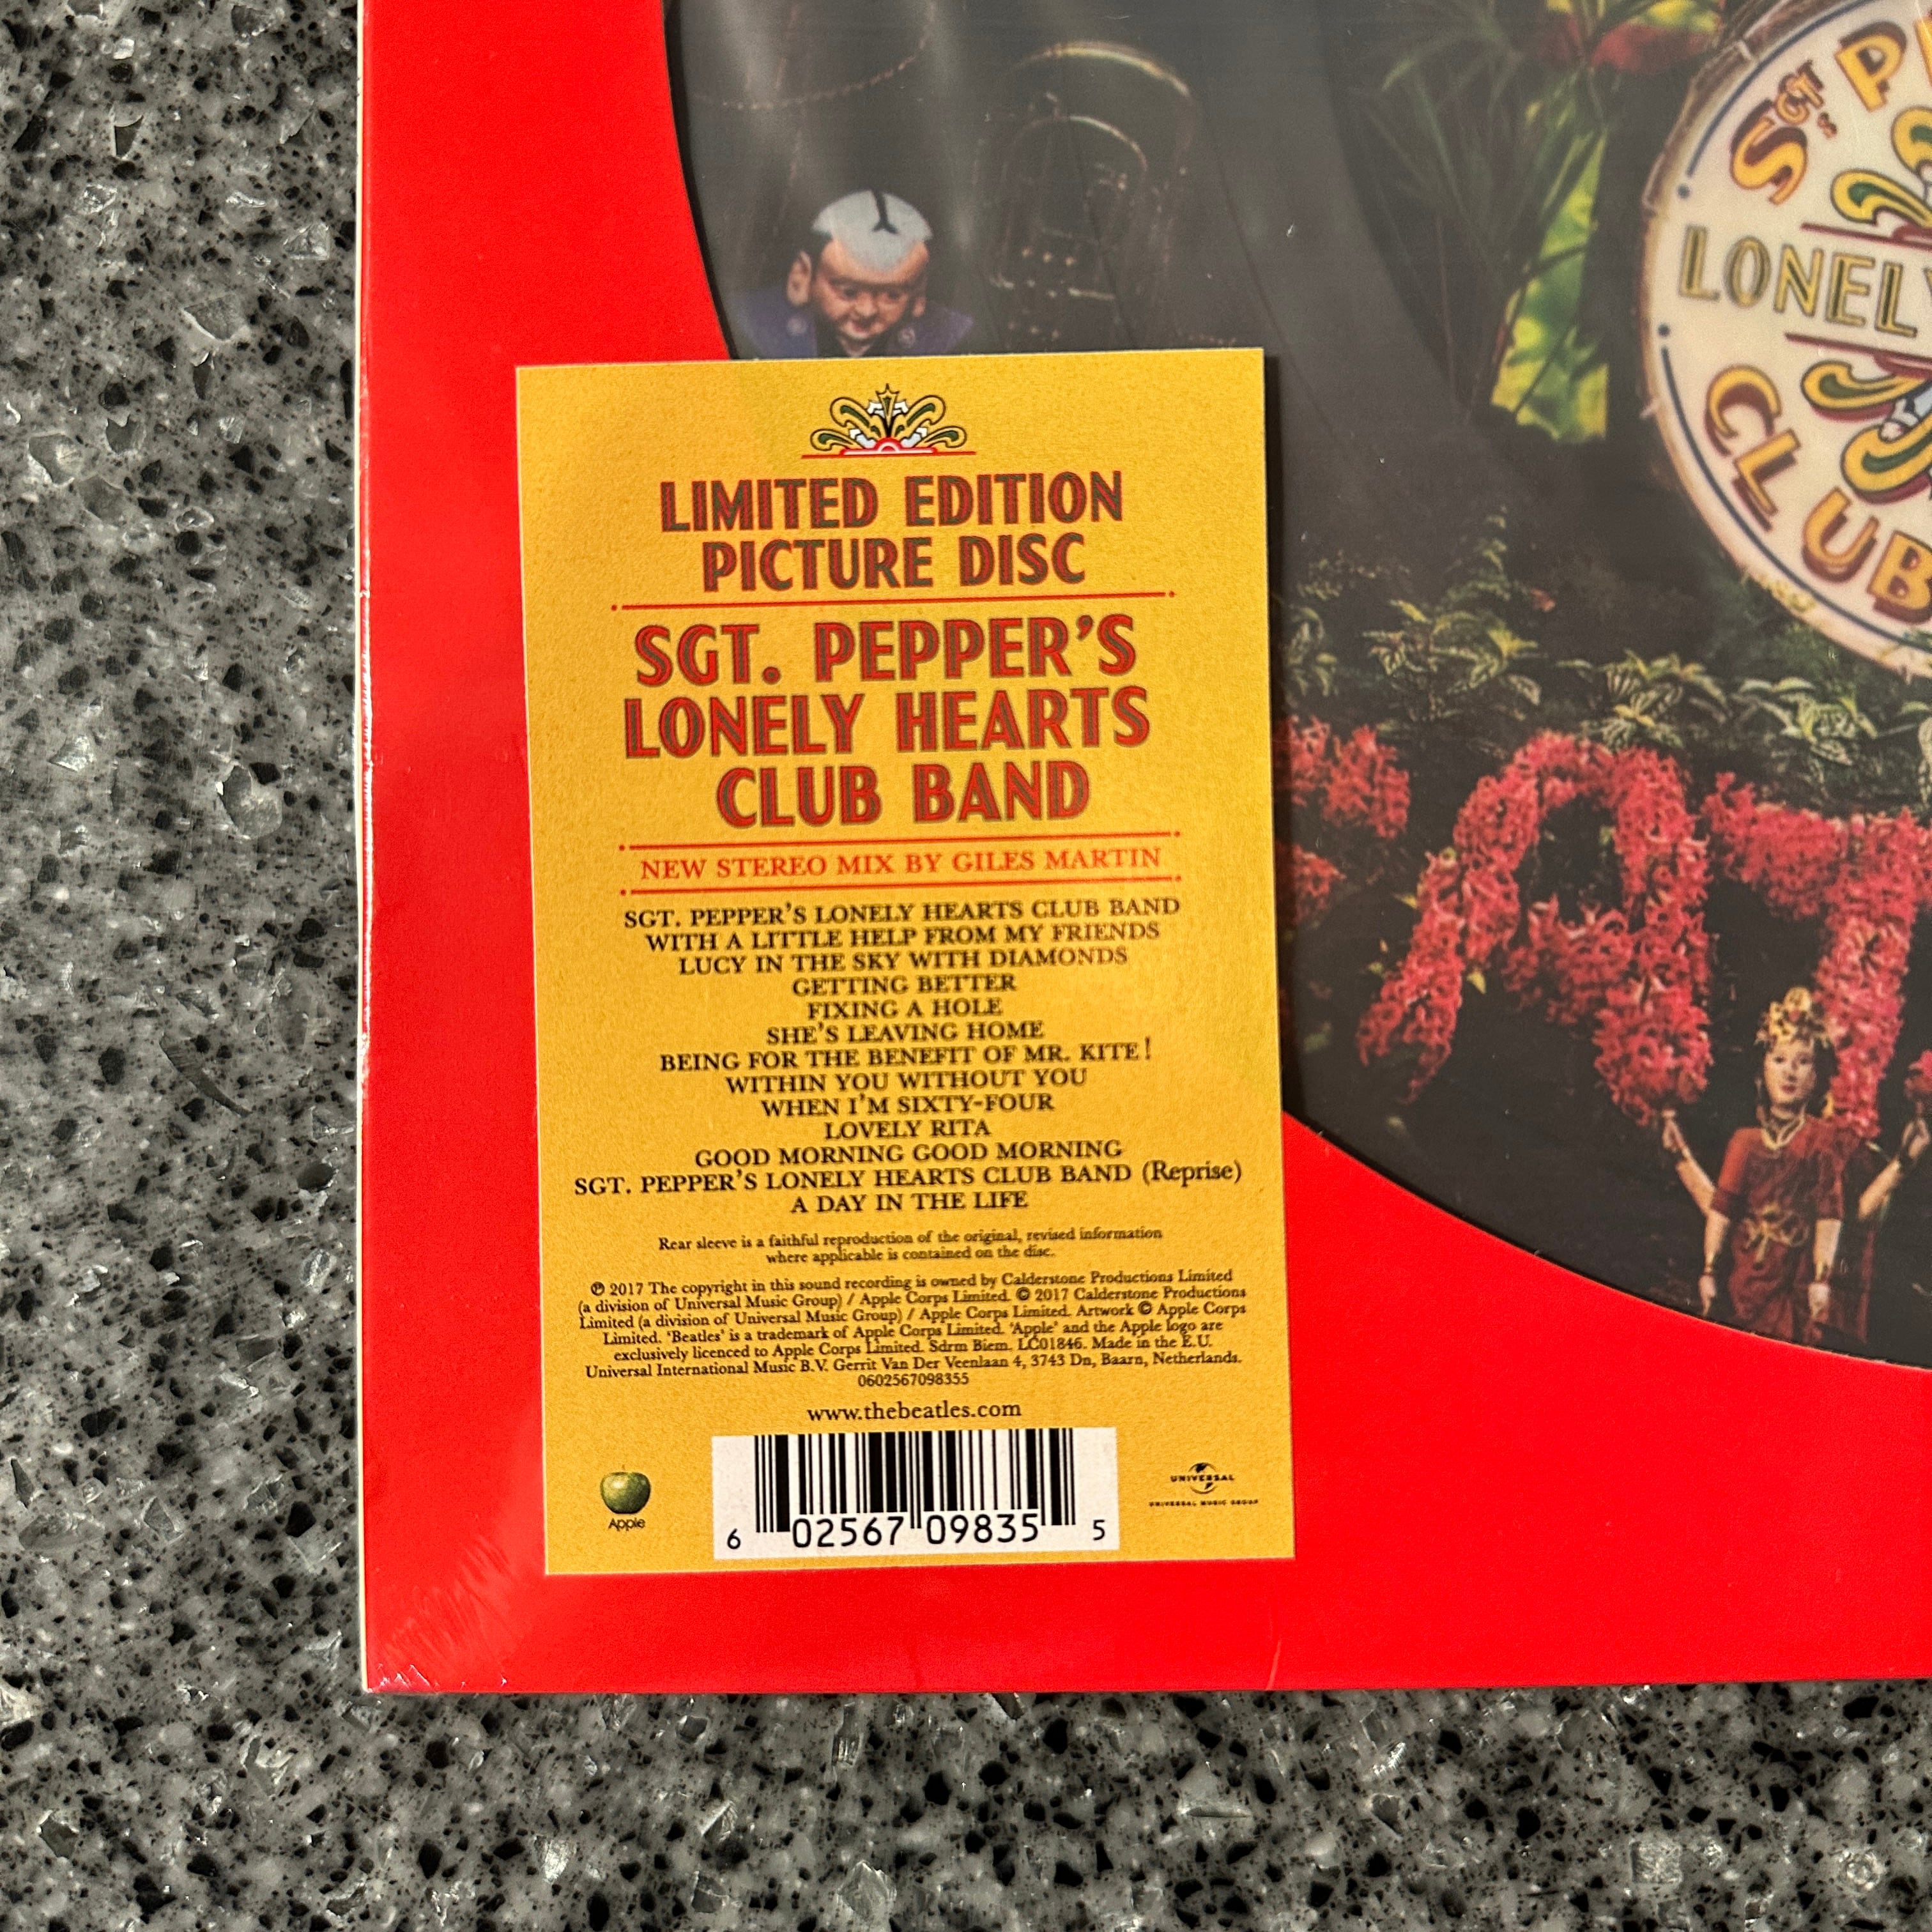 SGT PE
LONELY
CLUB
LIMITED EDITION
PICTURE DISC
SGT. PEPPER'S
LONELY HEARTS
CLUB BAND
NEW STEREO MIX BY GILES MARTIN
SGT. PEPPER'S LONELY HEARTS CLUB BAND
WITH A LITTLE HELP FROM MY FRIENDS
LUCY IN THE SKY WITH DIAMONDS
GETTING BETTER
FIXING A HOLE
SHE'S LEAVING HOME
BEING FOR THE BENEFIT OF MR. KITE!
WITHIN YOU WITHOUT YOU
WHEN I'M SIXTY-FOUR
LOVELY RITA
GOOD MORNING GOOD MORNING
SGT. PEPPER'S LONELY HEARTS CLUB BAND (Reprise)
A DAY IN THE LIFE
Rear sleeve is a faithful reproduction of the original, revised information
where applicable is contained on the disc.
℗ 2017 The copyright in this sound recording is owned by Calderstone Productions Limited
(a division of Universal Music Group) / Apple Corps Limited. © 2017 Calderstone Productions
Limited (a division of Universal Music Group) / Apple Corps Limited. Artwork © Apple Corps
Limited. 'Beatles' is a trademark of Apple Corps Limited. 'Apple' and the Apple logo are
exclusively licenced to Apple Corps Limited. Sdrm Biem. LC01846. Made in the E.U.
Universal International Music B.V. Gerrit Van Der Veenlaan 4, 3743 Dn, Baarn, Netherlands.
0602567098355
www.thebeatles.com
Apple
6 02567 09835 5
UNIVERSAL
UNIVERSAL MUSIC GROUP